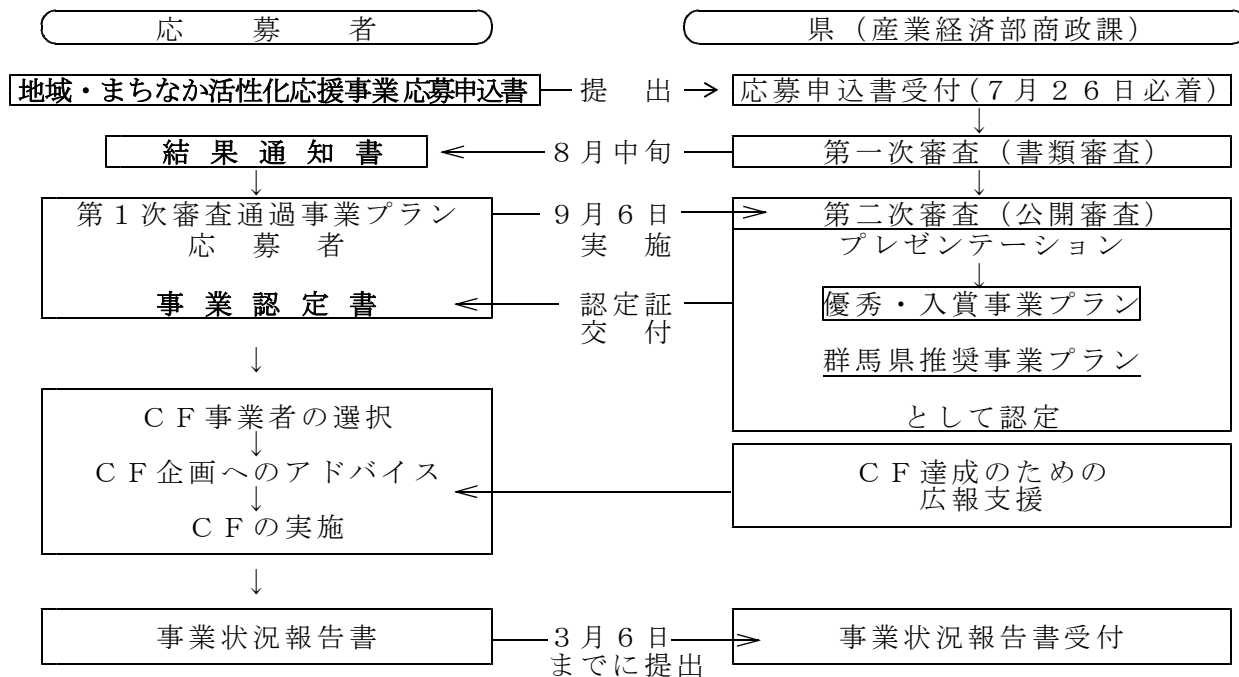 応募者 県（産業経済部商政課）
地域・まちなか活性化応援事業 応募申込書 提出 → 応募申込書受付（７月２６日必着）
↓
結果通知書 ← ８月中旬 第一次審査（書類審査）
↓ ↓
第１次審査通過事業プラン ９月６日 → 第二次審査（公開審査）
応募者 実施 プレゼンテーション
↓
事業認定書 ← 認定証 優秀・入賞事業プラン
交付
↓ 群馬県推奨事業プラン
ＣＦ事業者の選択 として認定
↓
ＣＦ企画へのアドバイス ← ＣＦ達成のための
↓ 広報支援
ＣＦの実施
↓
事業状況報告書 ３月６日 → 事業状況報告書受付
までに提出